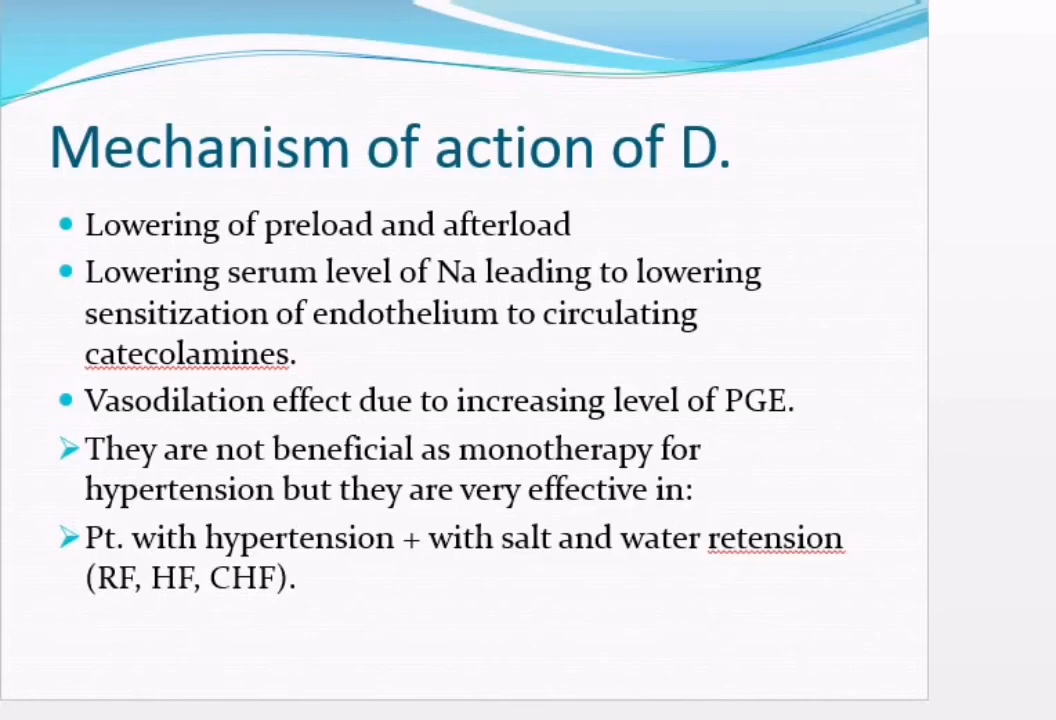 Mechanism of action of D.
Lowering of preload and afterload
Lowering serum level of Na leading to lowering
sensitization of endothelium to circulating
catecolamines.
Vasodilation effect due to increasing level of PGE.
They are not beneficial as monotherapy for
hypertension but they are very effective in:
Pt. with hypertension + with salt and water retension
(RF, HF, CHF).